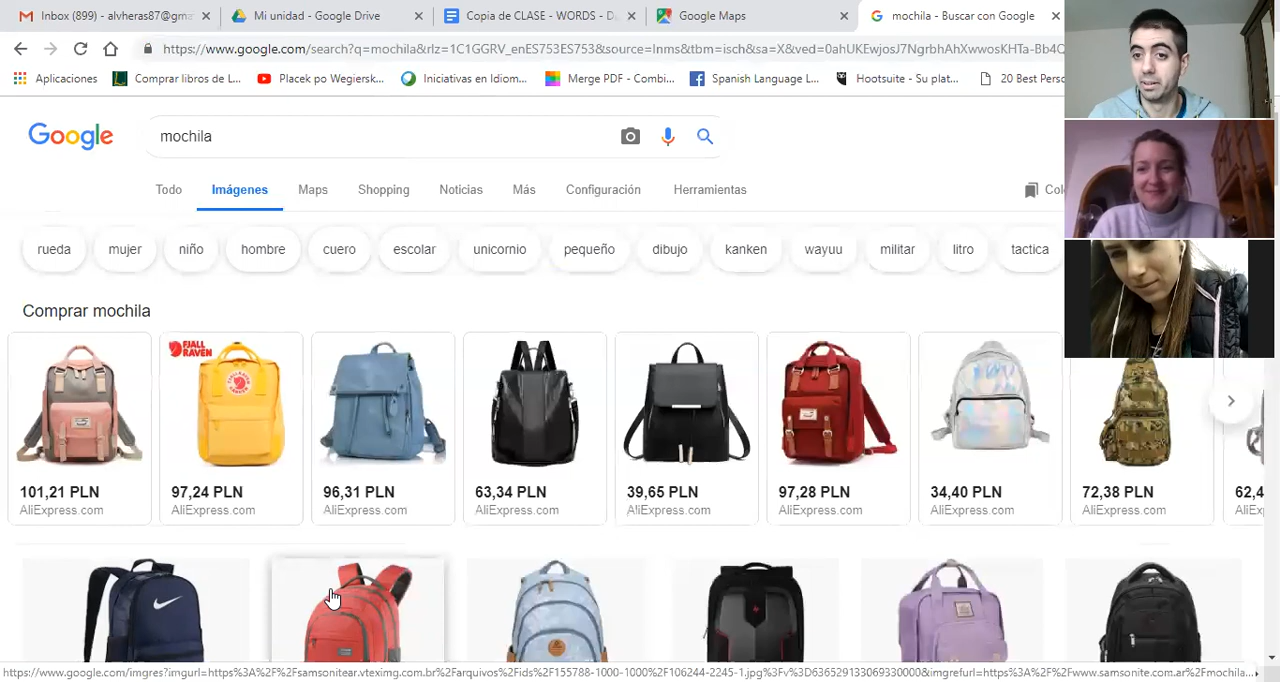 Inbox (899) - alvheras87@gma
Mi unidad - Google Drive
Copia de CLASE - WORDS - D
Google Maps
mochila - Buscar con Google
https://www.google.com/search?q=mochila&rlz=1C1GGRV_enES753ES753&source=lnms&tbm=isch&sa=X&ved=0ahUKEwjosJ7NgrbhAhXwwosKHTa-Bb4Q
Aplicaciones
Comprar libros de L...
Placek po Wegiersk...
Iniciativas en Idiom...
Merge PDF - Combi...
Spanish Language L...
Hootsuite - Su plat...
20 Best Perso
Google
mochila
Todo
Imágenes
Maps
Shopping
Noticias
Más
Configuración
Herramientas
Col
rueda
mujer
niño
hombre
cuero
escolar
unicornio
pequeño
dibujo
kanken
wayuu
militar
litro
tactica
Comprar mochila
FJALL
RAVEN
101,21 PLN
AliExpress.com
97,24 PLN
AliExpress.com
96,31 PLN
AliExpress.com
63,34 PLN
AliExpress.com
39,65 PLN
AliExpress.com
97,28 PLN
AliExpress.com
34,40 PLN
AliExpress.com
72,38 PLN
AliExpress.com
62,4
AliEx
https://www.google.com/imgres?imgurl=https%3A%2F%2Fsamsonitear.vteximg.com.br%2Farquivos%2Fids%2F155788-1000-1000%2F106244-2245-1.jpg%3Fv%3D636529133069330000&imgrefurl=https%3A%2F%2Fwww.samsonite.com.ar%2Fmochila...